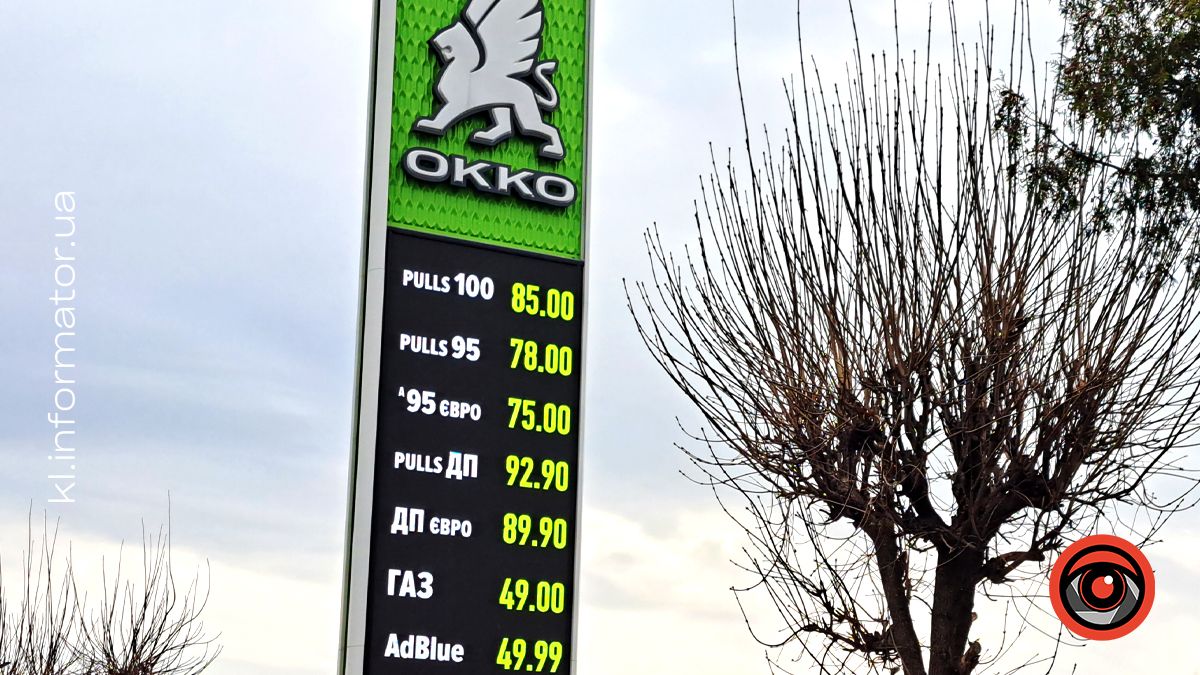 OKKO
PULLS 100 85.00
PULLS 95 78.00
А95 ЄВРО 75.00
PULLS ДП 92.90
ДП ЄВРО 89.90
ГАЗ 49.00
AdBlue 49.99
kl.informator.ua